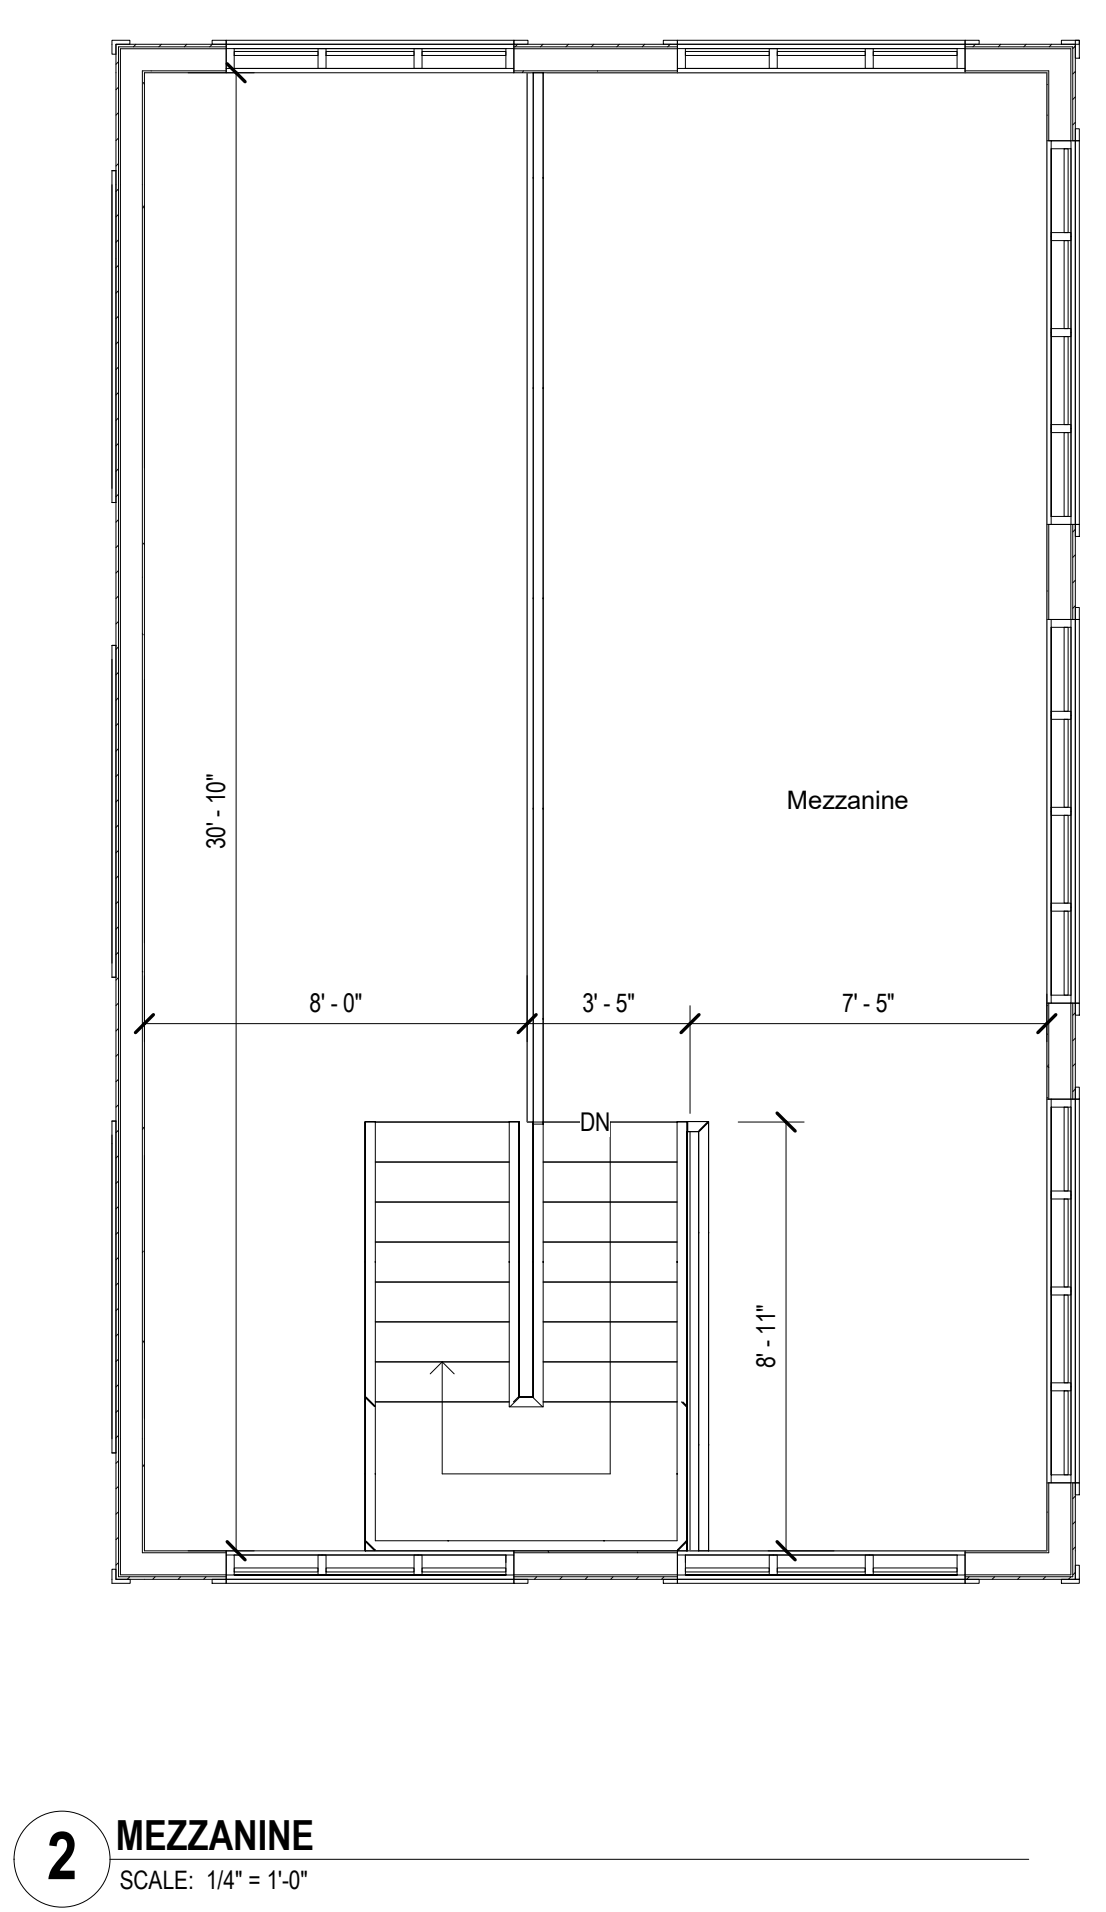 30' - 10"
Mezzanine
8' - 0"
3' - 5"
7' - 5"
DN
8' - 11"
2
MEZZANINE
SCALE: 1/4" = 1'-0"